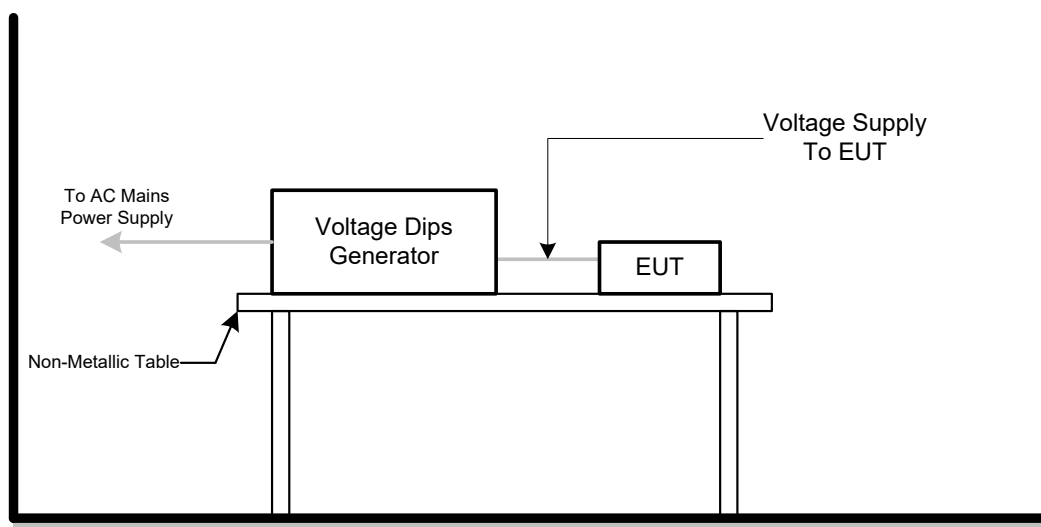 Voltage Supply
To EUT
To AC Mains
Power Supply
Voltage Dips
Generator
EUT
Non-Metallic Table